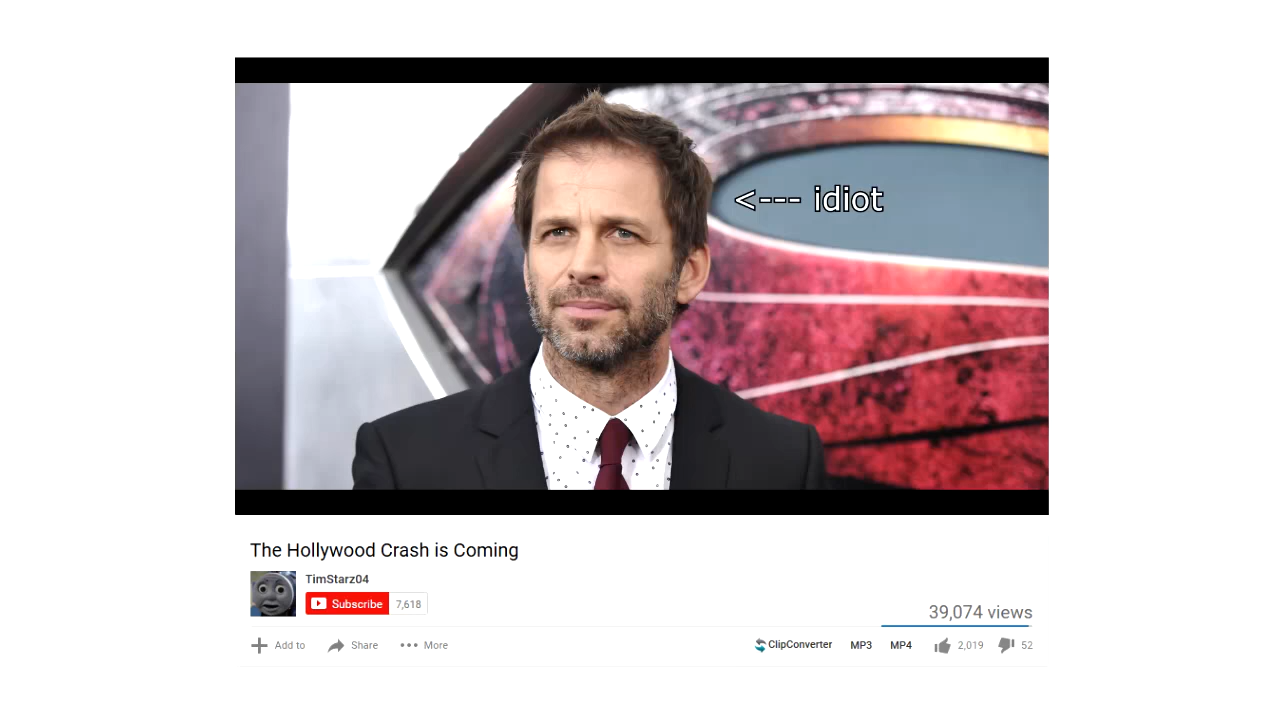 <--- idiot
The Hollywood Crash is Coming
TimStarz04
Subscribe 7,618
39,074 views
Add to Share More ClipConverter MP3 MP4 2,019 52